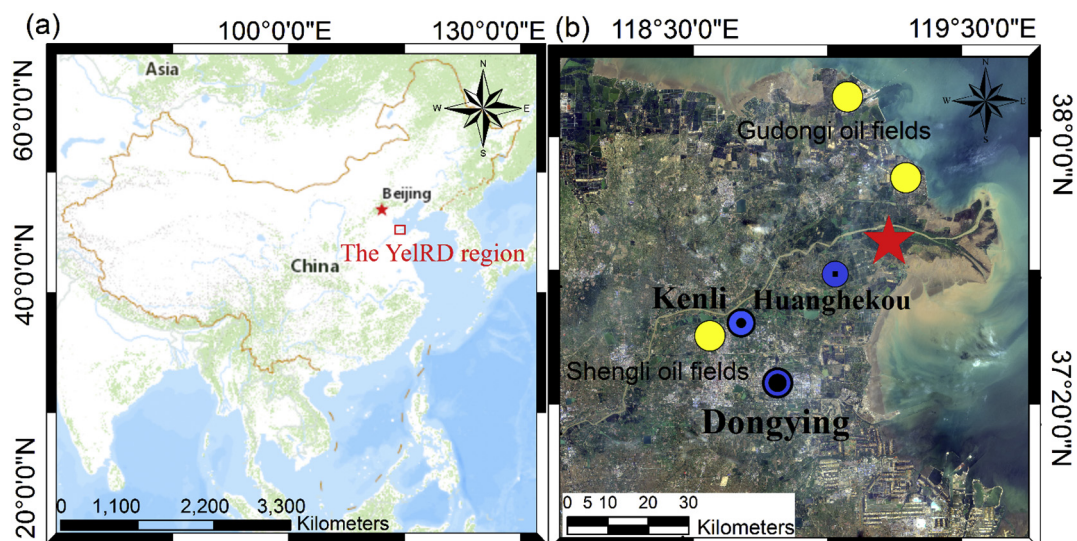 (a)
100°0'0"E
130°0'0"E
60°0'0"N
40°0'0"N
20°0'0"N
Asia
N
W
E
S
Beijing
The YelRD region
China
0
1,100
2,200
3,300
Kilometers
(b)
118°30'0"E
119°30'0"E
38°0'0"N
37°20'0"N
N
W
E
S
Gudongi oil fields
Kenli
Huanghekou
Shengli oil fields
Dongying
0 5 10 20 30
Kilometers